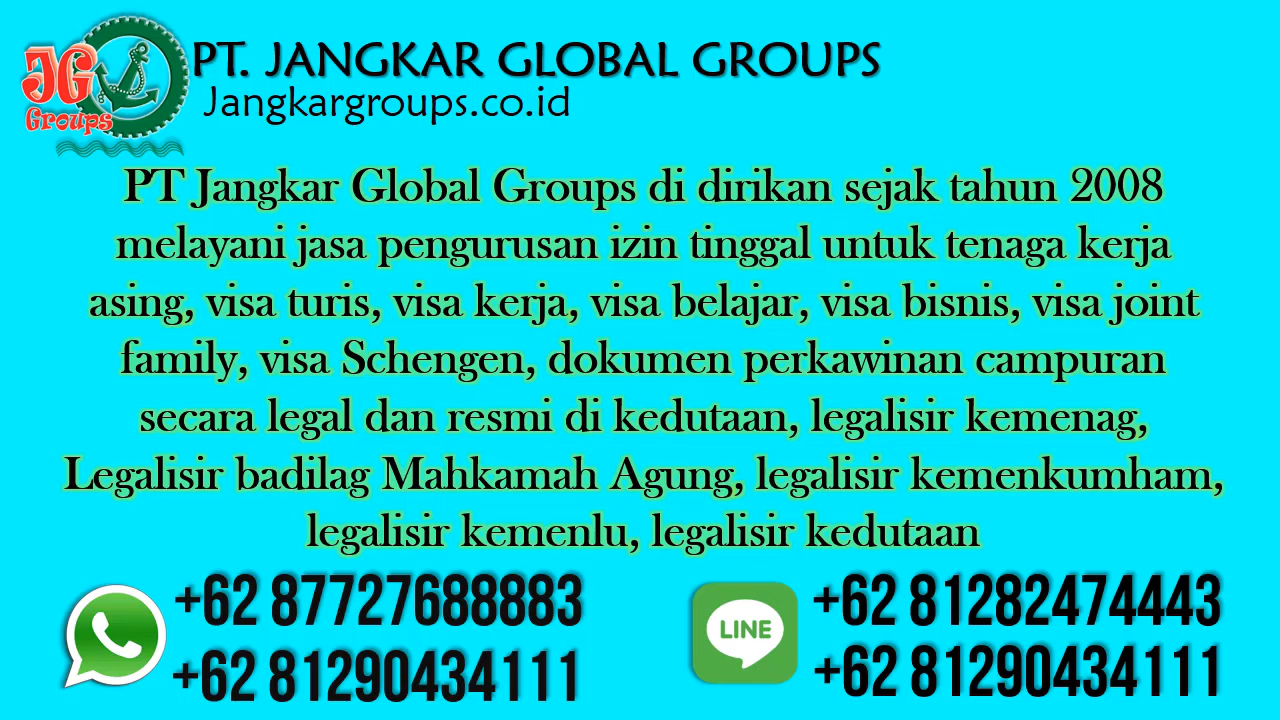 JG
Groups
PT. JANGKAR GLOBAL GROUPS
Jangkargroups.co.id
PT Jangkar Global Groups di dirikan sejak tahun 2008
melayani jasa pengurusan izin tinggal untuk tenaga kerja
asing, visa turis, visa kerja, visa belajar, visa bisnis, visa joint
family, visa Schengen, dokumen perkawinan campuran
secara legal dan resmi di kedutaan, legalisir kemenag,
Legalisir badilag Mahkamah Agung, legalisir kemenkumham,
legalisir kemenlu, legalisir kedutaan
+62 87727688883
+62 81290434111
LINE
+62 81282474443
+62 81290434111